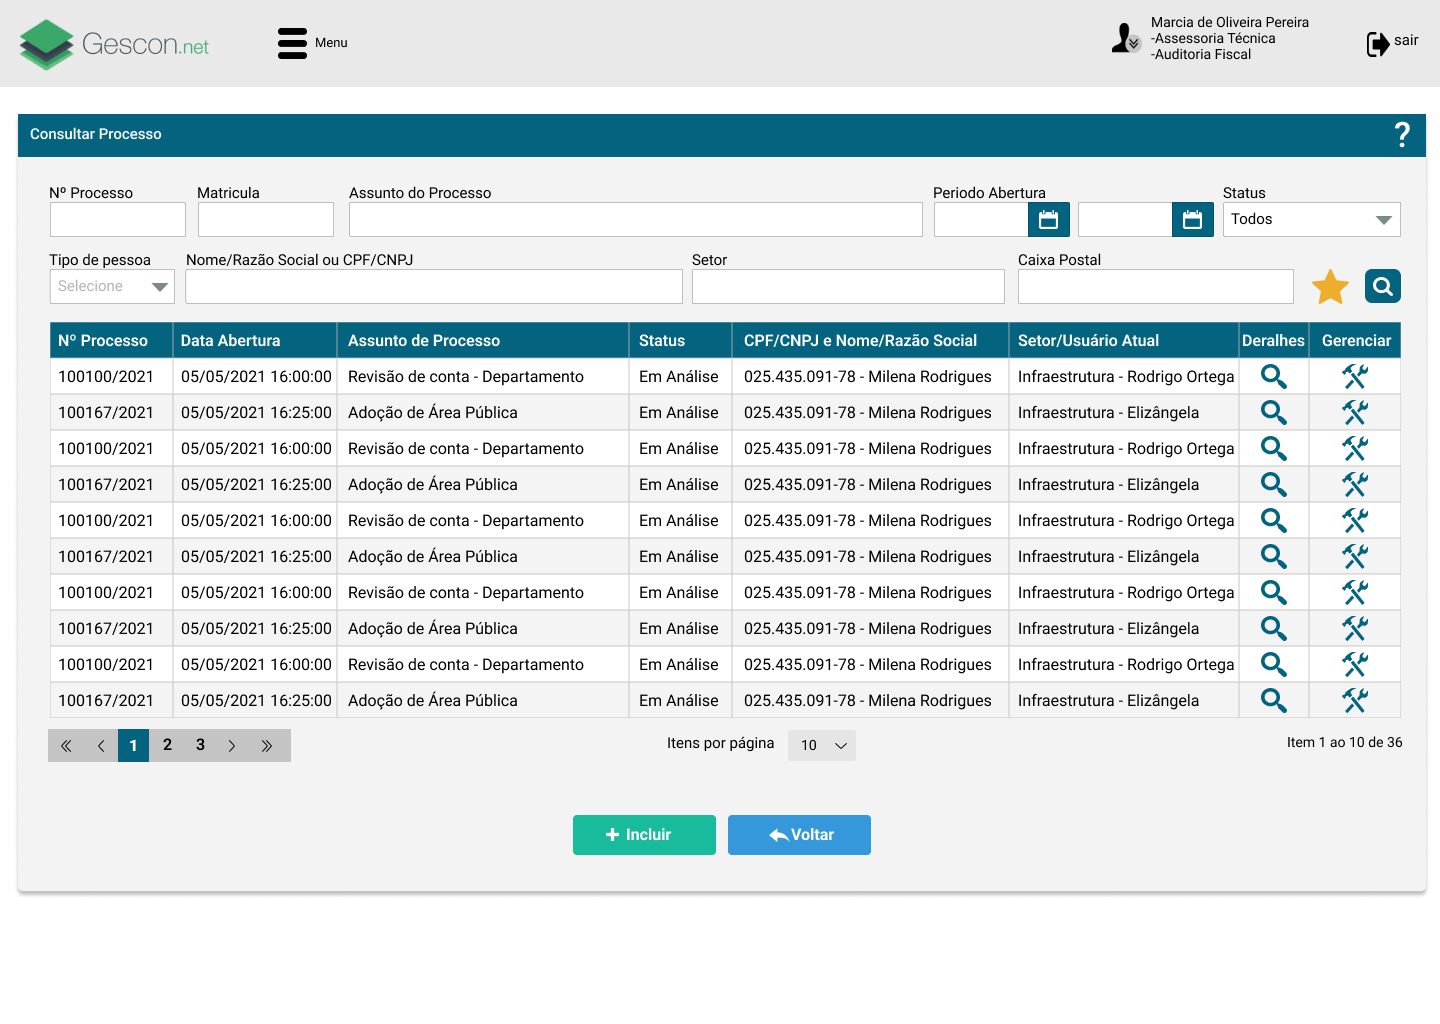 Gescon.net
Menu
Marcia de Oliveira Pereira
-Assessoria Técnica
-Auditoria Fiscal
sair
Consultar Processo ?
Nº Processo Matricula Assunto do Processo Periodo Abertura Status
Todos
Tipo de pessoa Nome/Razão Social ou CPF/CNPJ Setor Caixa Postal
Selecione
Nº Processo Data Abertura Assunto de Processo Status CPF/CNPJ e Nome/Razão Social Setor/Usuário Atual Deralhes Gerenciar
100100/2021 05/05/2021 16:00:00 Revisão de conta - Departamento Em Análise 025.435.091-78 - Milena Rodrigues Infraestrutura - Rodrigo Ortega
100167/2021 05/05/2021 16:25:00 Adoção de Área Pública Em Análise 025.435.091-78 - Milena Rodrigues Infraestrutura - Elizângela
100100/2021 05/05/2021 16:00:00 Revisão de conta - Departamento Em Análise 025.435.091-78 - Milena Rodrigues Infraestrutura - Rodrigo Ortega
100167/2021 05/05/2021 16:25:00 Adoção de Área Pública Em Análise 025.435.091-78 - Milena Rodrigues Infraestrutura - Elizângela
100100/2021 05/05/2021 16:00:00 Revisão de conta - Departamento Em Análise 025.435.091-78 - Milena Rodrigues Infraestrutura - Rodrigo Ortega
100167/2021 05/05/2021 16:25:00 Adoção de Área Pública Em Análise 025.435.091-78 - Milena Rodrigues Infraestrutura - Elizângela
100100/2021 05/05/2021 16:00:00 Revisão de conta - Departamento Em Análise 025.435.091-78 - Milena Rodrigues Infraestrutura - Rodrigo Ortega
100167/2021 05/05/2021 16:25:00 Adoção de Área Pública Em Análise 025.435.091-78 - Milena Rodrigues Infraestrutura - Elizângela
100100/2021 05/05/2021 16:00:00 Revisão de conta - Departamento Em Análise 025.435.091-78 - Milena Rodrigues Infraestrutura - Rodrigo Ortega
100167/2021 05/05/2021 16:25:00 Adoção de Área Pública Em Análise 025.435.091-78 - Milena Rodrigues Infraestrutura - Elizângela
1 2 3 Itens por página 10 Item 1 ao 10 de 36
Incluir Voltar